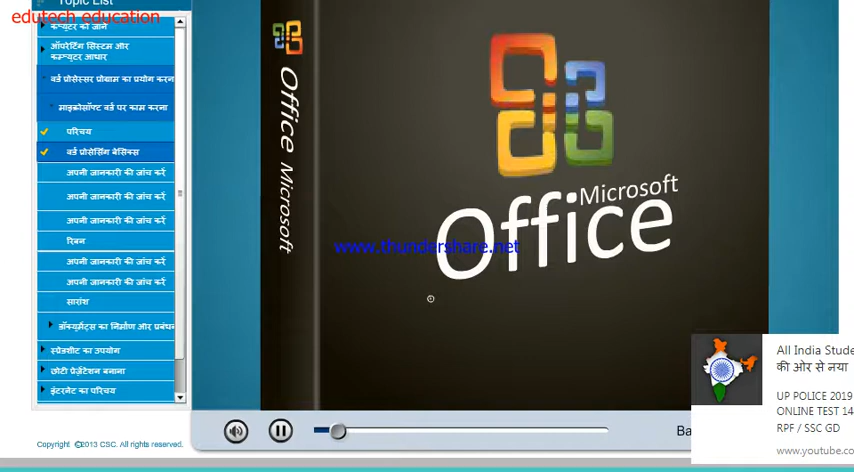 Topic List
edutech education
कंप्यूटर को जानें
ऑपरेटिंग सिस्टम और
कम्प्यूटर आधार
वर्ड प्रोसेस्सर प्रोग्राम का प्रयोग करन
माइक्रोसॉफ्ट वर्ड पर काम करना
परिचय
वर्ड प्रोसेसिंग बेसिक्स
अपनी जानकारी की जांच करें
अपनी जानकारी की जांच करें
अपनी जानकारी की जांच करें
रिबन
अपनी जानकारी की जांच करें
अपनी जानकारी की जांच करें
सारांश
डॉक्यूमेंट्स का निर्माण और प्रबंधन
स्प्रैडशीट का उपयोग
छोटी प्रेज़ेंटेशन बनाना
इंटरनेट का परिचय
Copyright ©2013 CSC. All rights reserved.
Office Microsoft
Microsoft
Office
www.thundershare.net
Ba
All India Stude
की ओर से नया
UP POLICE 2019
ONLINE TEST 14
RPF / SSC GD
www.youtube.co